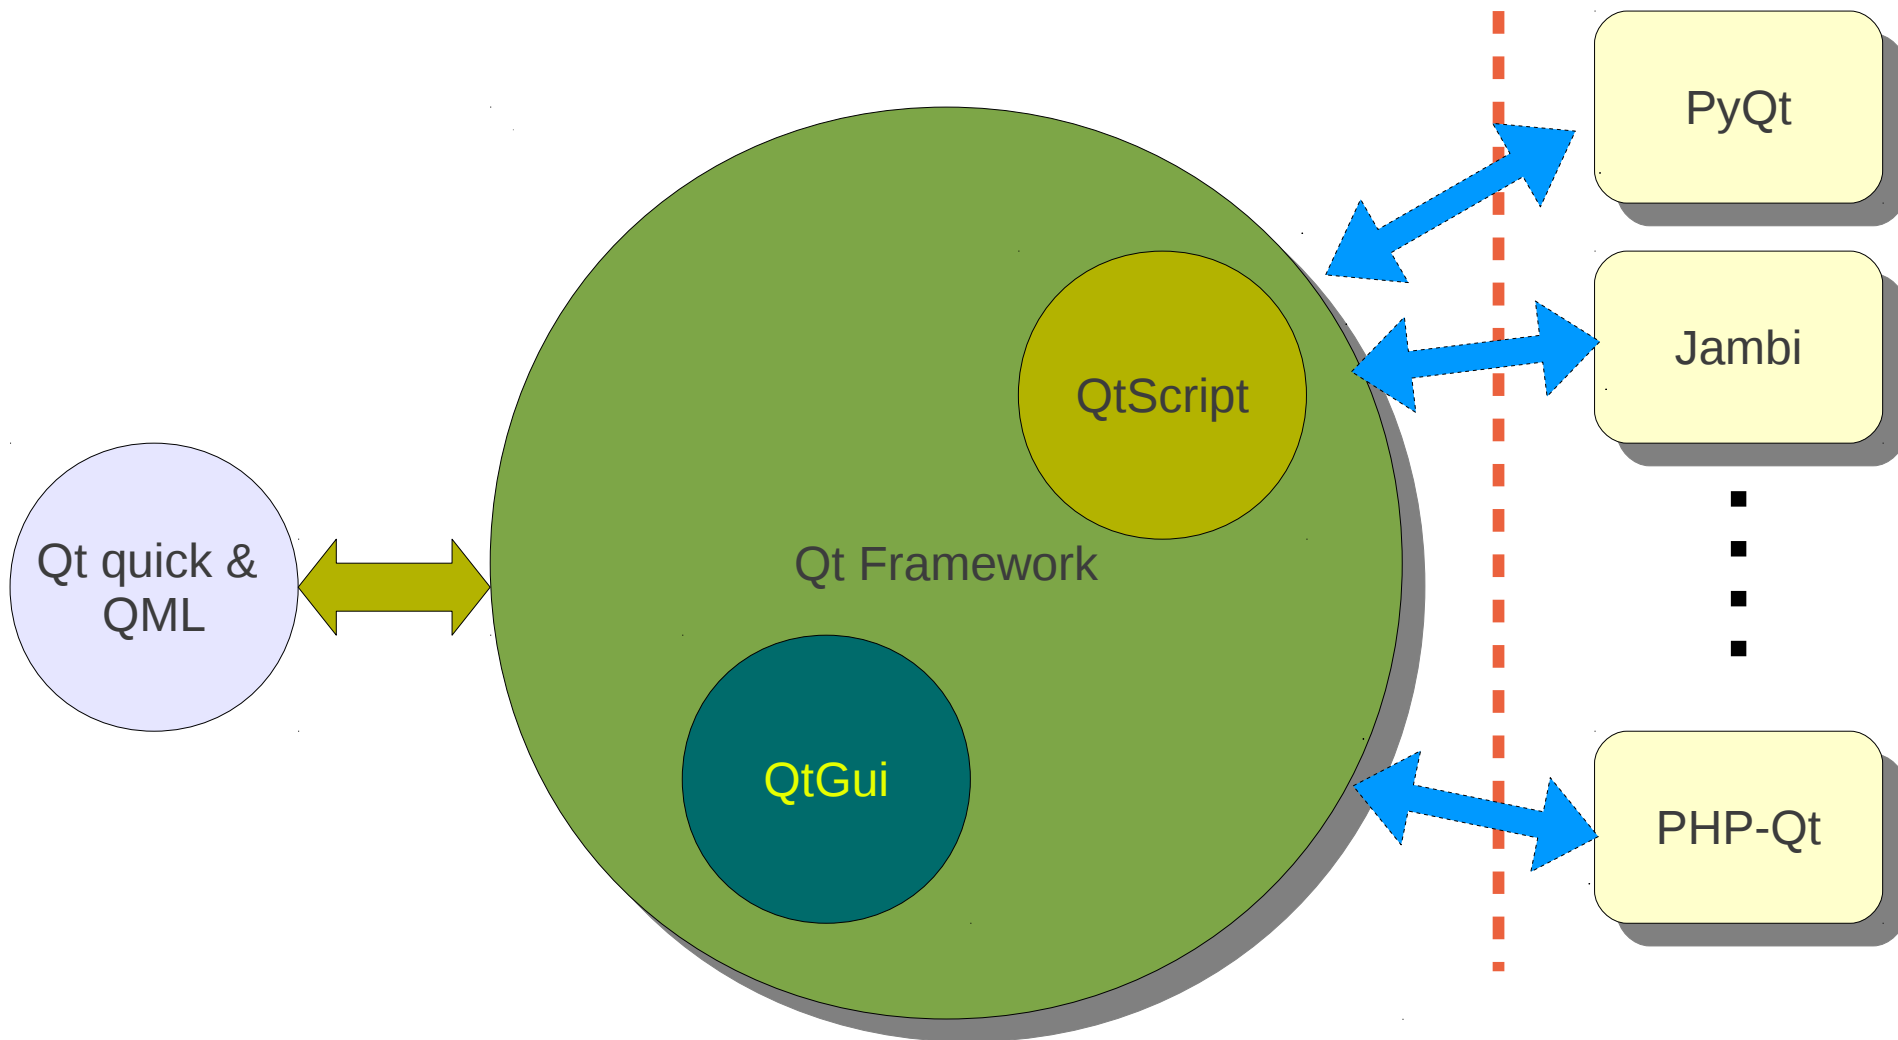 PyQt
Jambi
QtScript
Qt quick &
QML
Qt Framework
QtGui
PHP-Qt